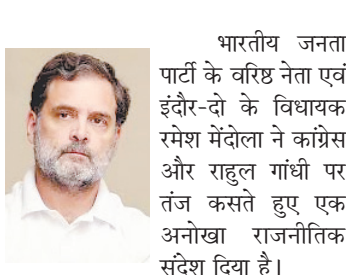 भारतीय जनता
पार्टी के वरिष्ठ नेता एवं
इंदौर-दो के विधायक
रमेश मेंदोला ने कांग्रेस
और राहुल गांधी पर
तंज कसते हुए एक
अनोखा राजनीतिक
संदेश दिया है।